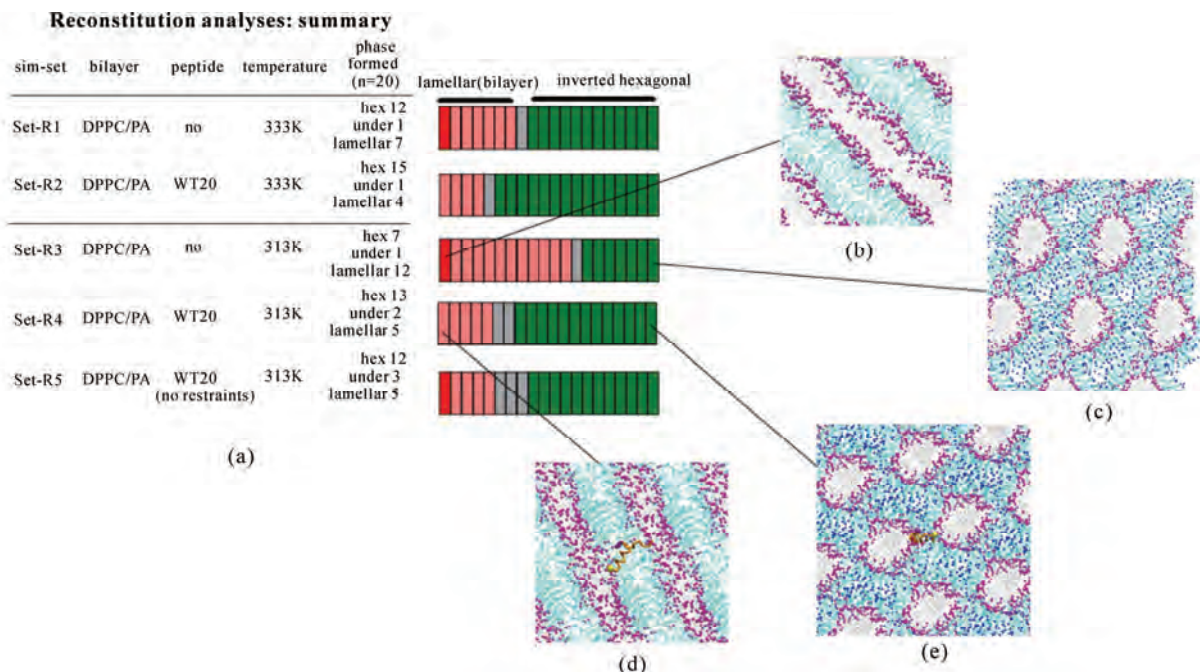 Reconstitution analyses: summary
sim-set bilayer peptide temperature phase formed (n=20)
lamellar(bilayer) inverted hexagonal
Set-R1 DPPC/PA no 333K hex 12
under 1
lamellar 7
Set-R2 DPPC/PA WT20 333K hex 15
under 1
lamellar 4
Set-R3 DPPC/PA no 313K hex 7
under 1
lamellar 12
Set-R4 DPPC/PA WT20 313K hex 13
under 2
lamellar 5
Set-R5 DPPC/PA WT20 (no restraints) 313K hex 12
under 3
lamellar 5
(a)
(b)
(c)
(d)
(e)